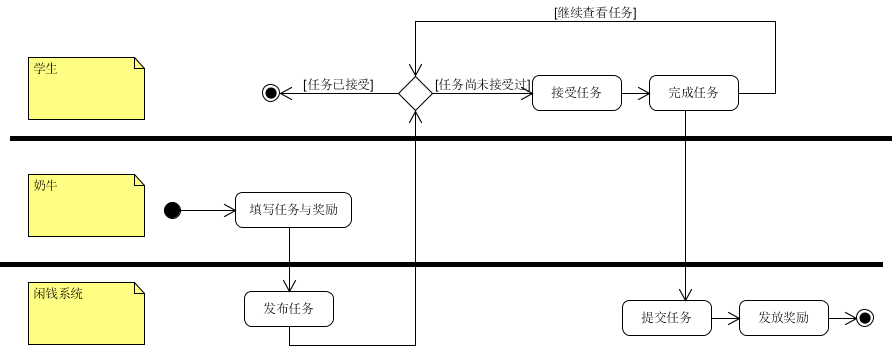 [继续查看任务]
学生
[任务已接受]
[任务尚未接受过]
接受任务
完成任务
奶牛
填写任务与奖励
闲钱系统
发布任务
提交任务
发放奖励